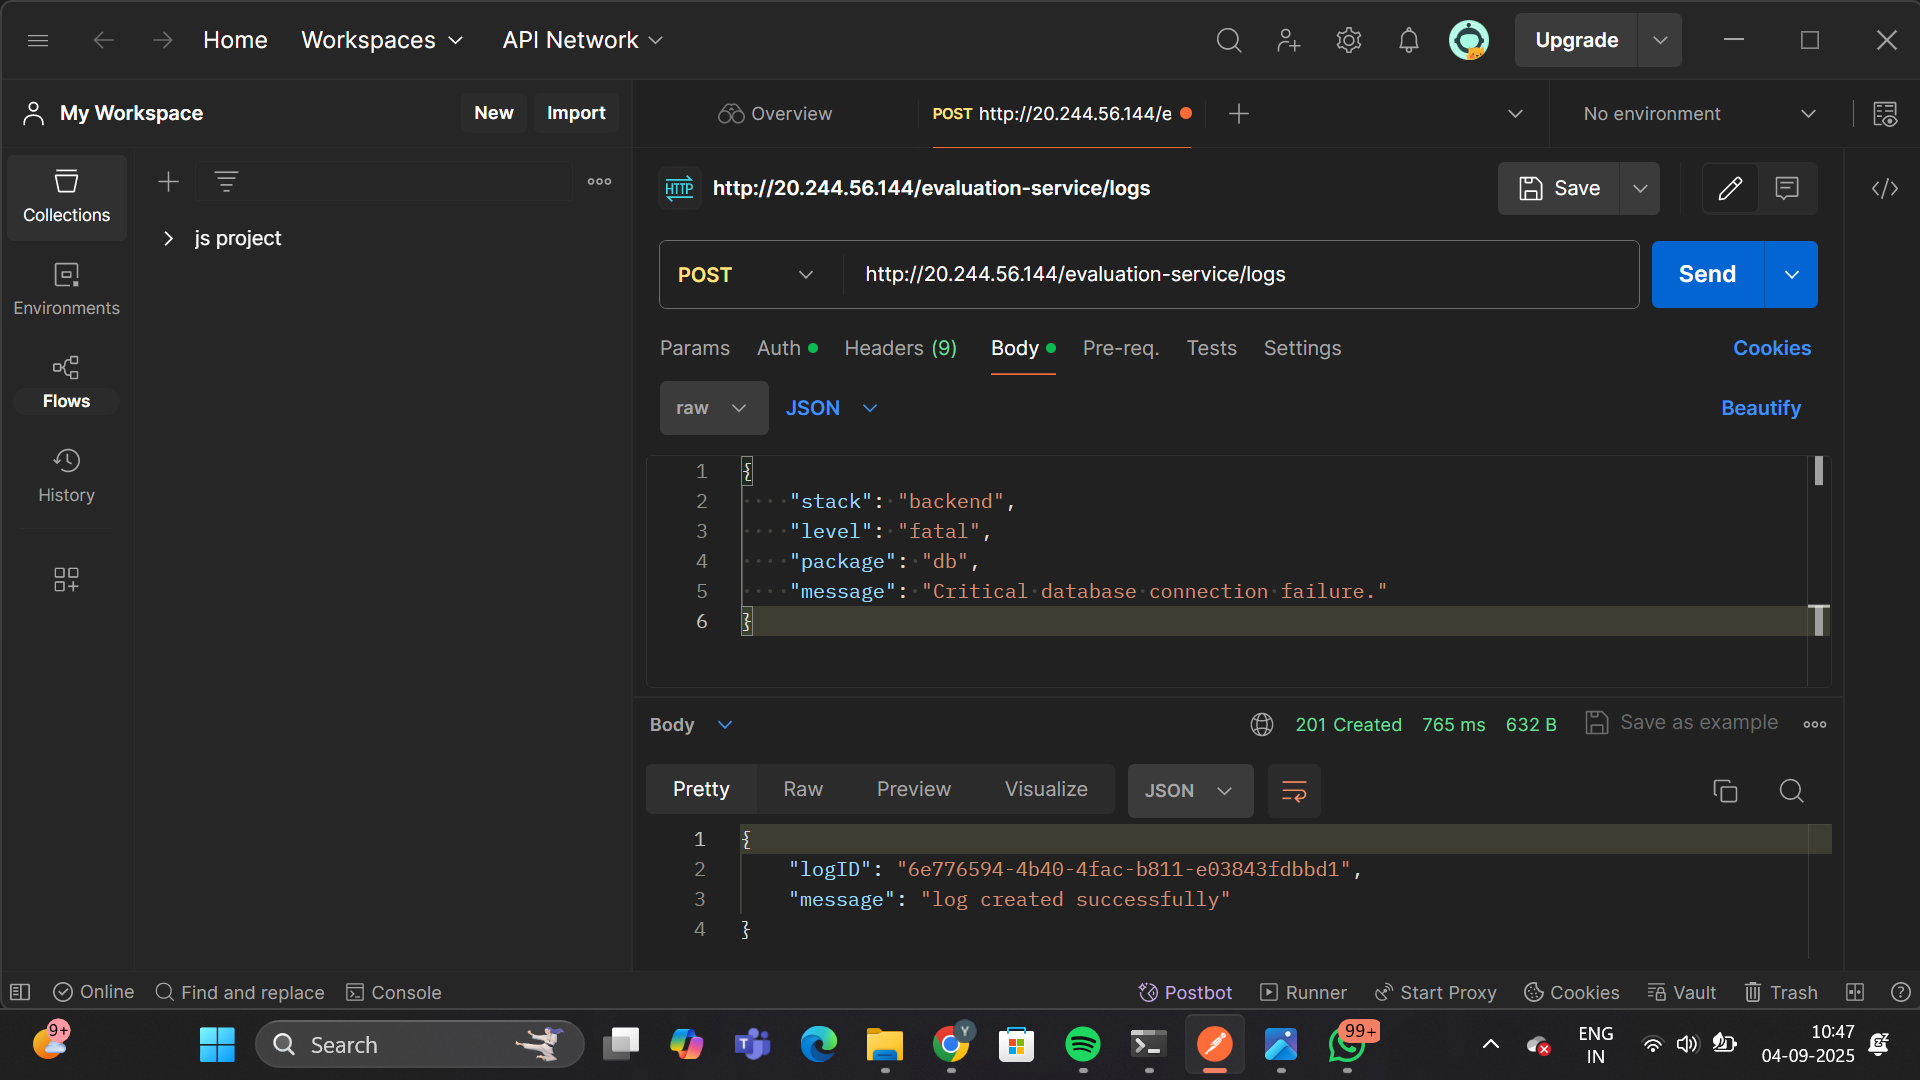 Home
Workspaces
API Network
Upgrade
My Workspace
New
Import
Overview
POST http://20.244.56.144/e
No environment
Collections
HTTP
http://20.244.56.144/evaluation-service/logs
Save
js project
Environments
POST
http://20.244.56.144/evaluation-service/logs
Send
Flows
Params
Auth
Headers (9)
Body
Pre-req.
Tests
Settings
Cookies
raw
JSON
Beautify
History
1 {
2 "stack": "backend",
3 "level": "fatal",
4 "package": "db",
5 "message": "Critical database connection failure."
6 }
Body
201 Created
765 ms
632 B
Save as example
Pretty
Raw
Preview
Visualize
JSON
1 {
2 "logID": "6e776594-4b40-4fac-b811-e03843fdbbd1",
3 "message": "log created successfully"
4 }
Online
Find and replace
Console
Postbot
Runner
Start Proxy
Cookies
Vault
Trash
9+
Search
Y
99+
ENG
IN
10:47
04-09-2025